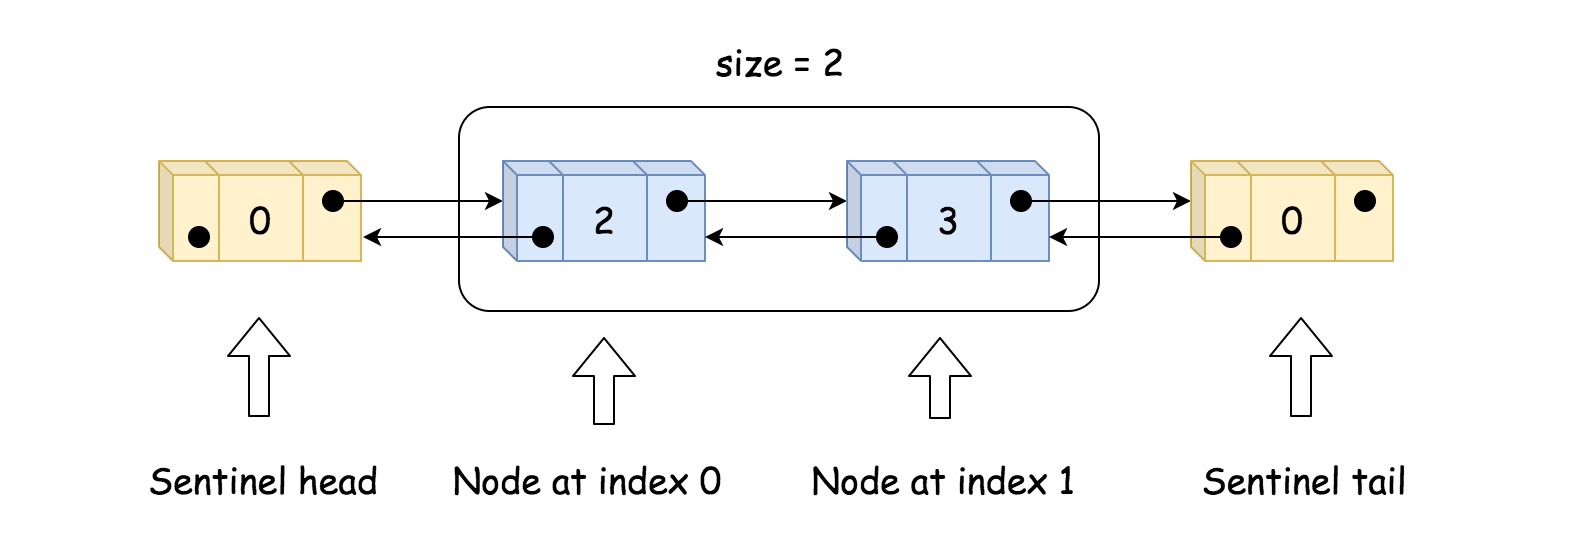 size = 2
0 2 3 0
Sentinel head Node at index 0 Node at index 1 Sentinel tail